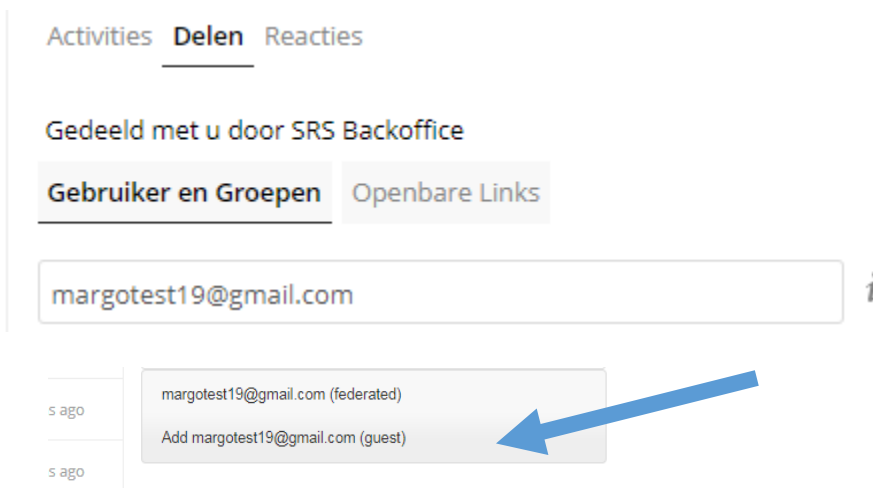 Activities Delen Reacties
Gedeeld met u door SRS Backoffice
Gebruiker en Groepen Openbare Links
margotest19@gmail.com i
margotest19@gmail.com (federated)
s ago
Add margotest19@gmail.com (guest)
s ago